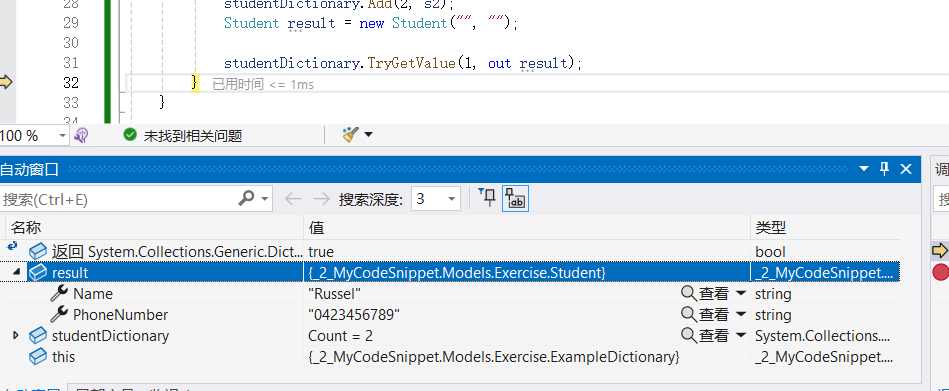 28 studentDictionary.Add(2, s2);
29 Student result = new Student("", "");
30
31 studentDictionary.TryGetValue(1, out result);
32 } 已用时间 <= 1ms
33 }
34
100 % 未找到相关问题
自动窗口 调
搜索(Ctrl+E) 搜索深度: 3 ab 搜
名称 值 类型
返回 System.Collections.Generic.Dict... true bool
result {_2_MyCodeSnippet.Models.Exercise.Student} _2_MyCodeSnippet....
Name "Russel" 查看 string
PhoneNumber "0423456789" 查看 string
studentDictionary Count = 2 查看 System.Collections....
this {_2_MyCodeSnippet.Models.Exercise.ExampleDictionary} _2_MyCodeSnippet....